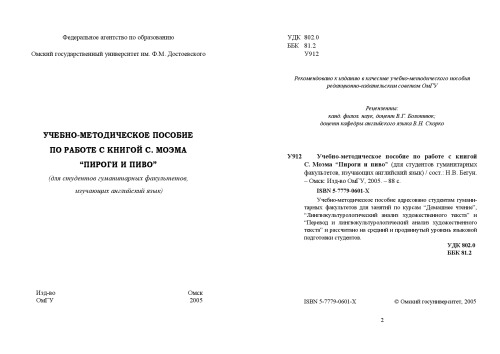 Федеральное агентство по образованию
Омский государственный университет им. Ф.М. Достоевского
УЧЕБНО-МЕТОДИЧЕСКОЕ ПОСОБИЕ
ПО РАБОТЕ С КНИГОЙ С. МОЭМА
“ПИРОГИ И ПИВО”
(для студентов гуманитарных факультетов,
изучающих английский язык)
Изд-во Омск
ОмГУ 2005
УДК 802.0
ББК 81.2
У912
Рекомендовано к изданию в качестве учебно-методического пособия
редакционно-издательским советом ОмГУ
Рецензенты:
канд. филол. наук, доцент В.Г. Болотюк;
доцент кафедры английского языка В.Н. Скорко
У912 Учебно-методическое пособие по работе с книгой
С. Моэма “Пироги и пиво” (для студентов гуманитарных
факультетов, изучающих английский язык) / сост.: Н.В. Бегун.
– Омск: Изд-во ОмГУ, 2005. – 88 с.
ISBN 5-7779-0601-X
Учебно-методическое пособие адресовано студентам гумани-
тарных факультетов для занятий по курсам “Домашнее чтение”,
“Лингвокультурологический анализ художественного текста” и
“Перевод и лингвокультурологический анализ художественного
текста” и рассчитано на средний и продвинутый уровень языковой
подготовки студентов.
УДК 802.0
ББК 81.2
ISBN 5-7779-0601-X © Омский госуниверситет, 2005
2